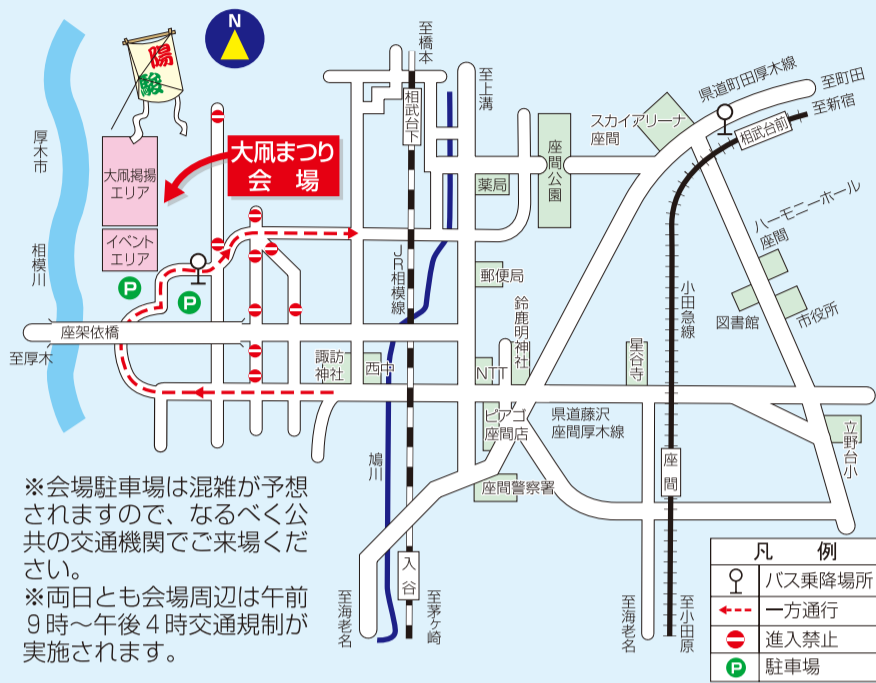 陽
駿
N
至橋本
至上溝
相武台下
県道町田厚木線
至町田
至新宿
相武台前
スカイアリーナ
座間
座間公園
薬局
厚木市
相模川
大凧掲揚
エリア
イベント
エリア
大凧まつり
会場
P
P
JR相模線
郵便局
鈴鹿明神社
小田急線
ハーモニーホール
座間
図書館
市役所
座架依橋
至厚木
諏訪
神社
西中
NTT
星谷寺
ピアゴ
座間店
県道藤沢
座間厚木線
立野台小
鳩川
座間警察署
座間
入谷
至海老名
至茅ケ崎
至海老名
至小田原
※会場駐車場は混雑が予想
されますので、なるべく公
共の交通機関でご来場くだ
さい。
※両日とも会場周辺は午前
9時～午後4時交通規制が
実施されます。
凡例
バス乗降場所
一方通行
進入禁止
P 駐車場